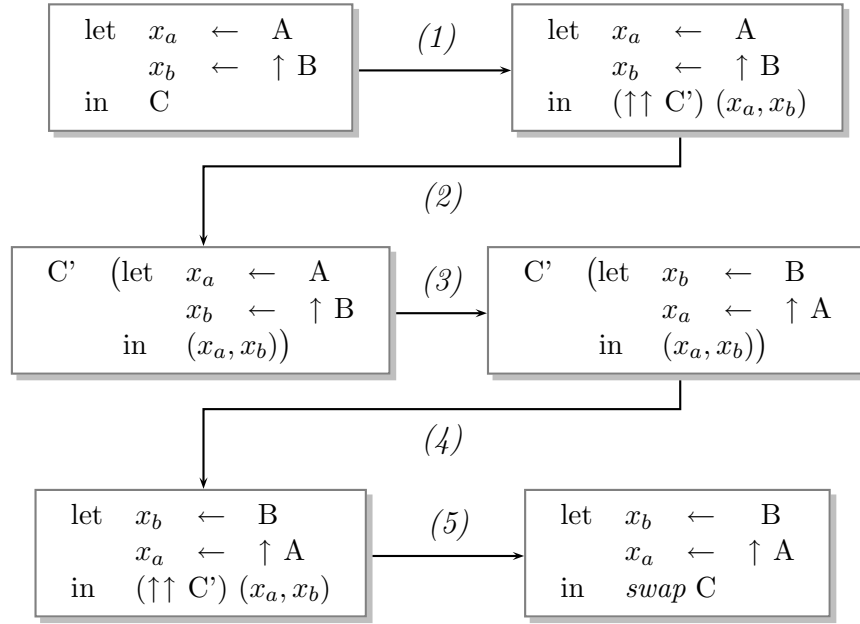 let x_a ← A
x_b ← ↑ B
in C
(1)
let x_a ← A
x_b ← ↑ B
in (↑↑ C') (x_a, x_b)
(2)
C' (let x_a ← A
x_b ← ↑ B
in (x_a, x_b))
(3)
C' (let x_b ← B
x_a ← ↑ A
in (x_a, x_b))
(4)
let x_b ← B
x_a ← ↑ A
in (↑↑ C') (x_a, x_b)
(5)
let x_b ← B
x_a ← ↑ A
in swap C